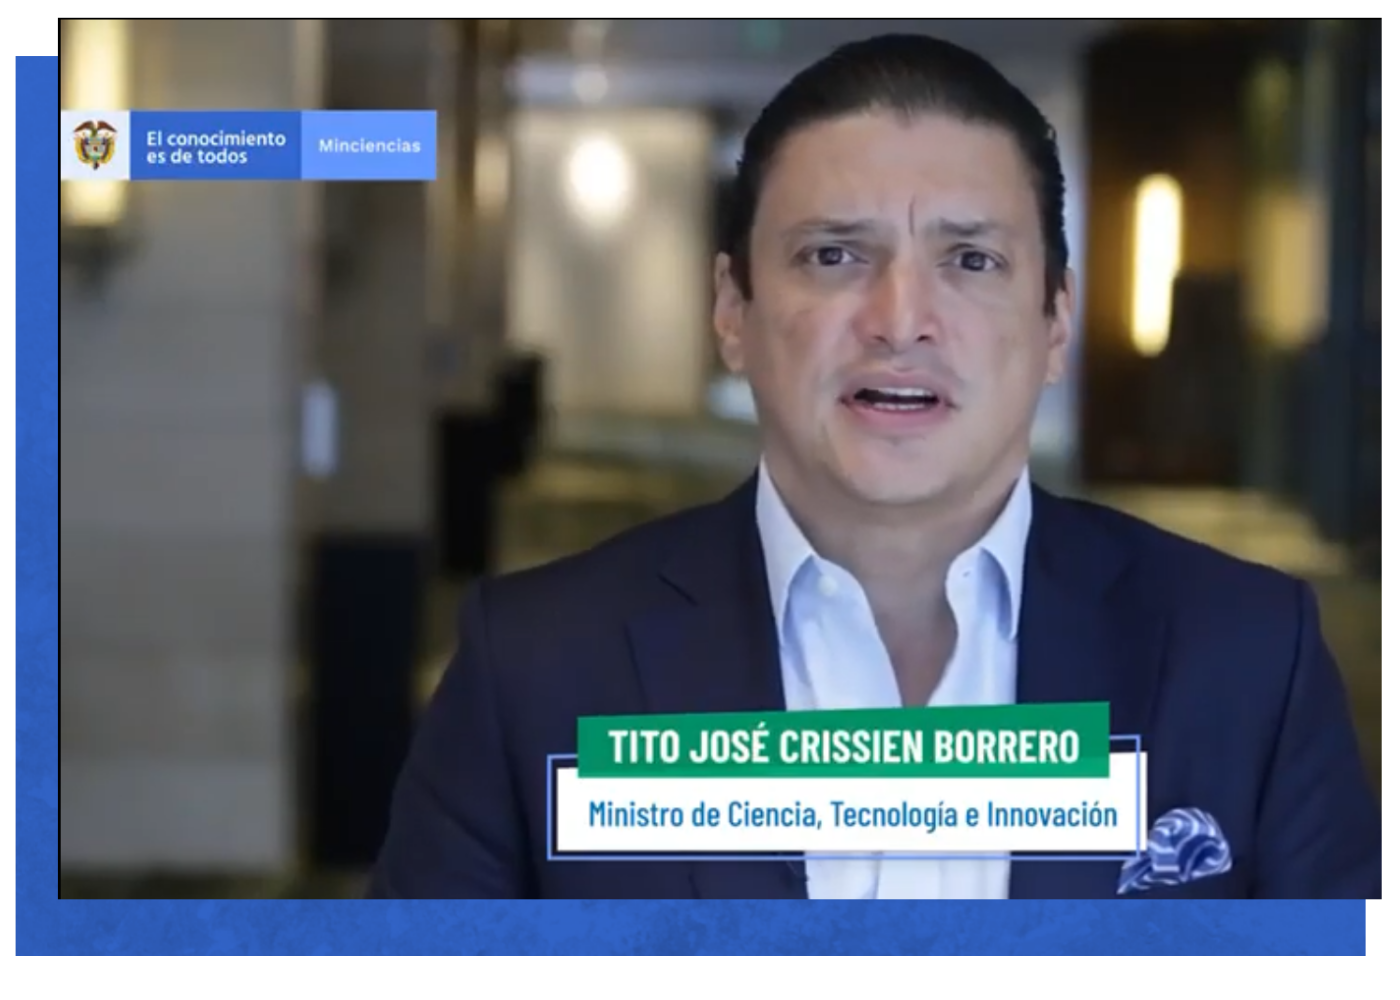 El conocimiento
es de todos
Minciencias
TITO JOSÉ CRISSIEN BORRERO
Ministro de Ciencia, Tecnología e Innovación